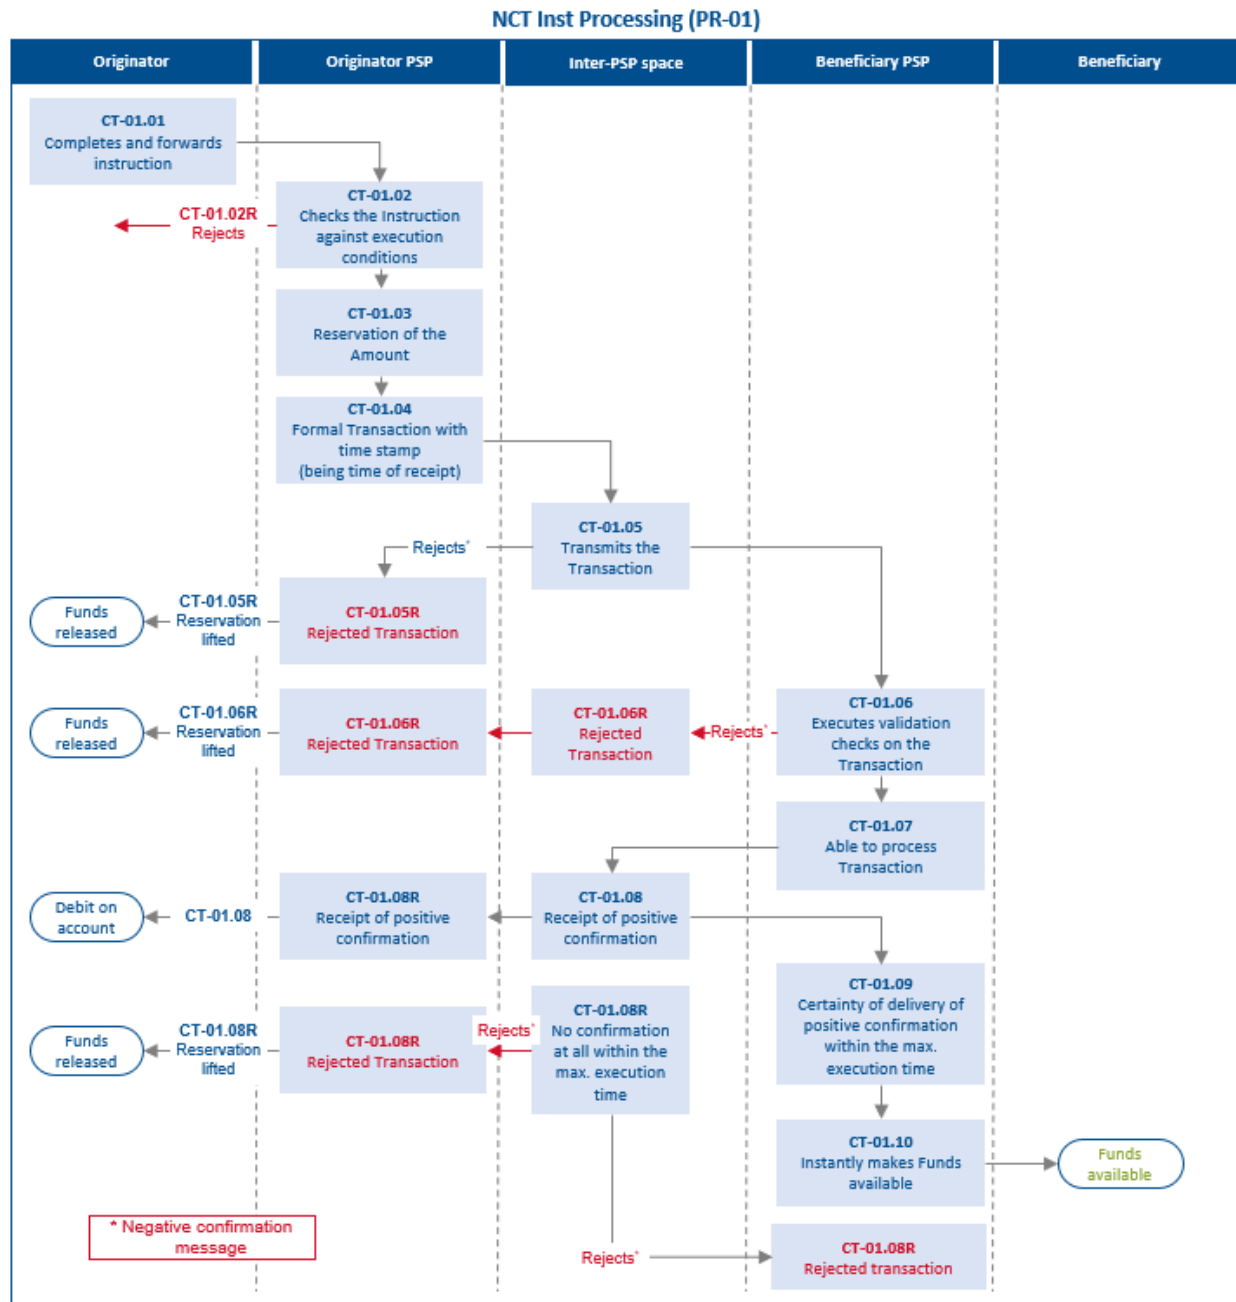 NCT Inst Processing (PR-01)
Originator
Originator PSP
Inter-PSP space
Beneficiary PSP
Beneficiary
CT-01.01
Completes and forwards
instruction
CT-01.02
Checks the Instruction
against execution
conditions
CT-01.02R
Rejects
CT-01.03
Reservation of the
Amount
CT-01.04
Formal Transaction with
time stamp
(being time of receipt)
CT-01.05
Transmits the
Transaction
Rejects*
CT-01.05R
Rejected Transaction
CT-01.05R
Reservation
lifted
Funds
released
CT-01.06
Executes validation
checks on the
Transaction
Rejects*
CT-01.06R
Rejected
Transaction
CT-01.06R
Rejected Transaction
CT-01.06R
Reservation
lifted
Funds
released
CT-01.07
Able to process
Transaction
CT-01.08
Receipt of positive
confirmation
CT-01.08R
Receipt of positive
confirmation
CT-01.08
Debit on
account
CT-01.09
Certainty of delivery of
positive confirmation
within the max.
execution time
CT-01.08R
No confirmation
at all within the
max. execution
time
Rejects*
CT-01.08R
Rejected Transaction
CT-01.08R
Reservation
lifted
Funds
released
CT-01.10
Instantly makes Funds
available
Funds
available
* Negative confirmation
message
Rejects*
CT-01.08R
Rejected transaction